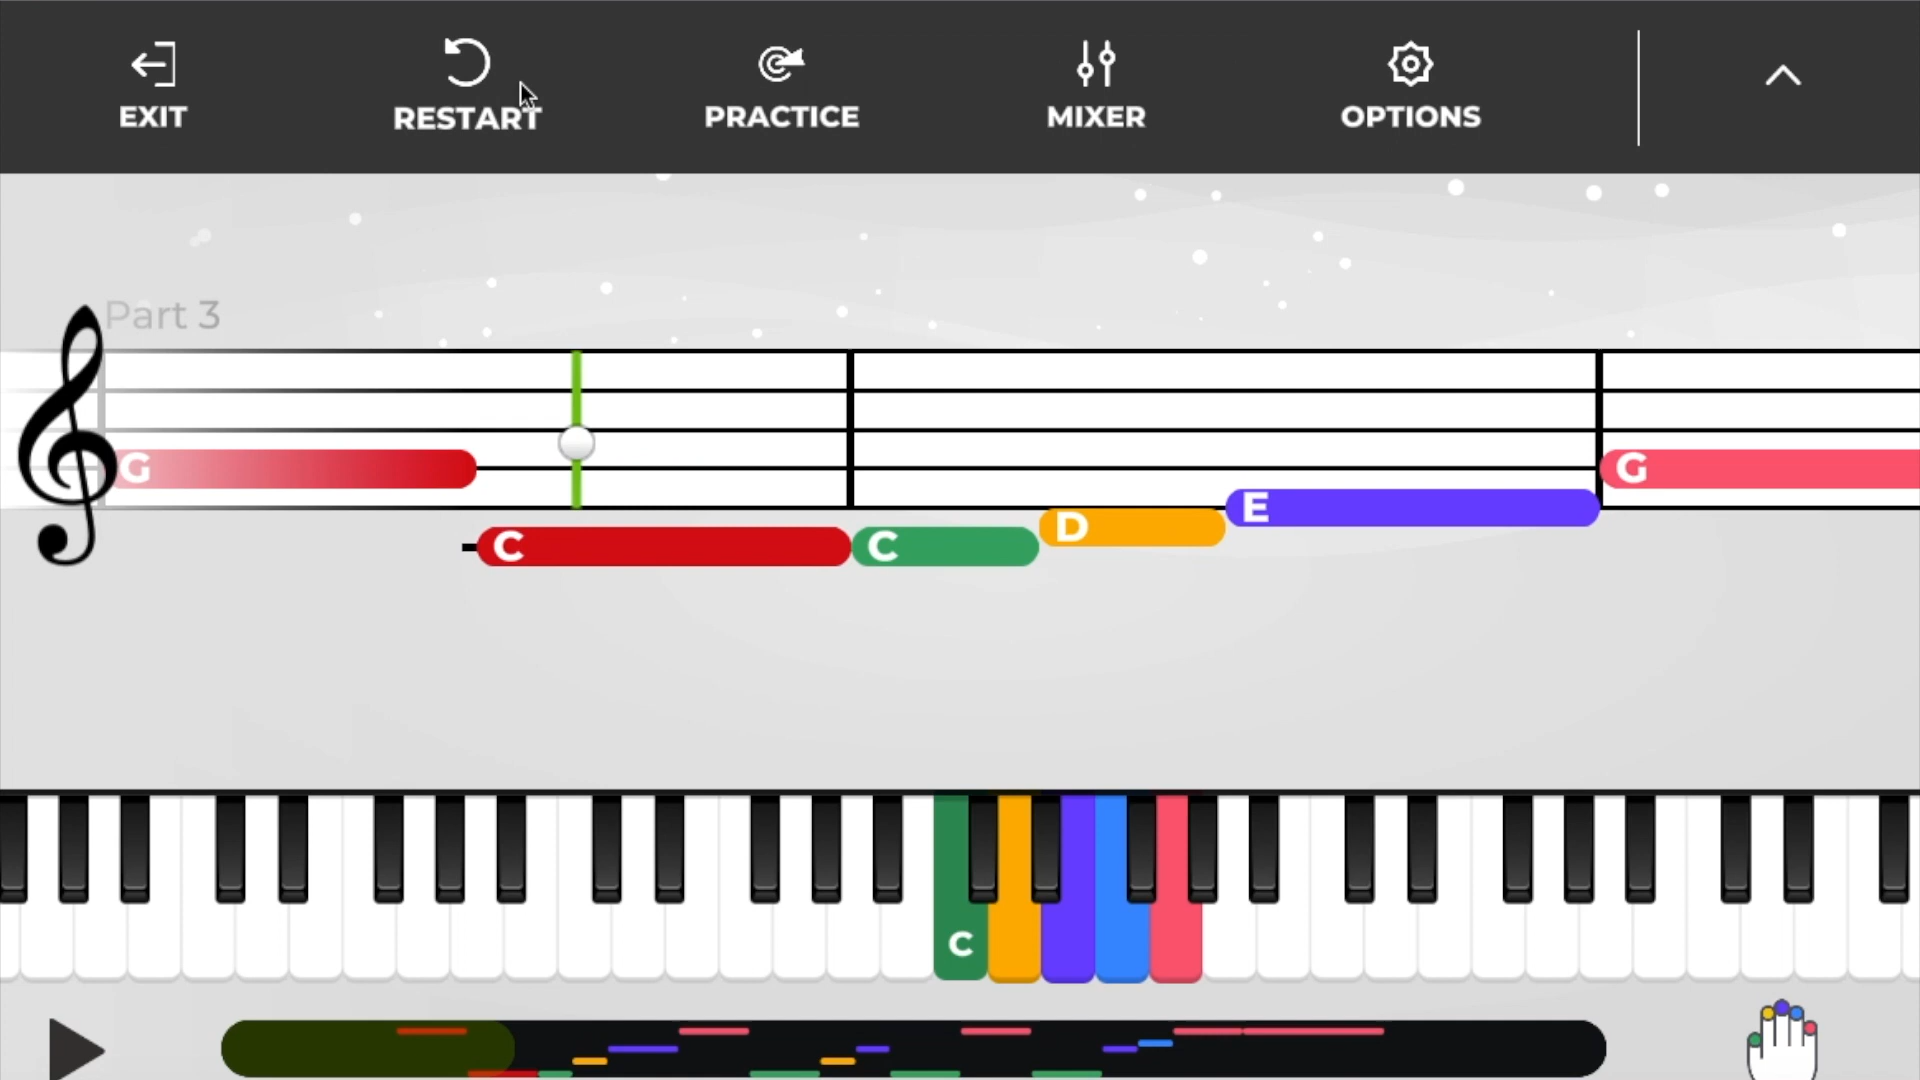 EXIT RESTART PRACTICE MIXER OPTIONS
Part 3
G G
E
D
C C
C